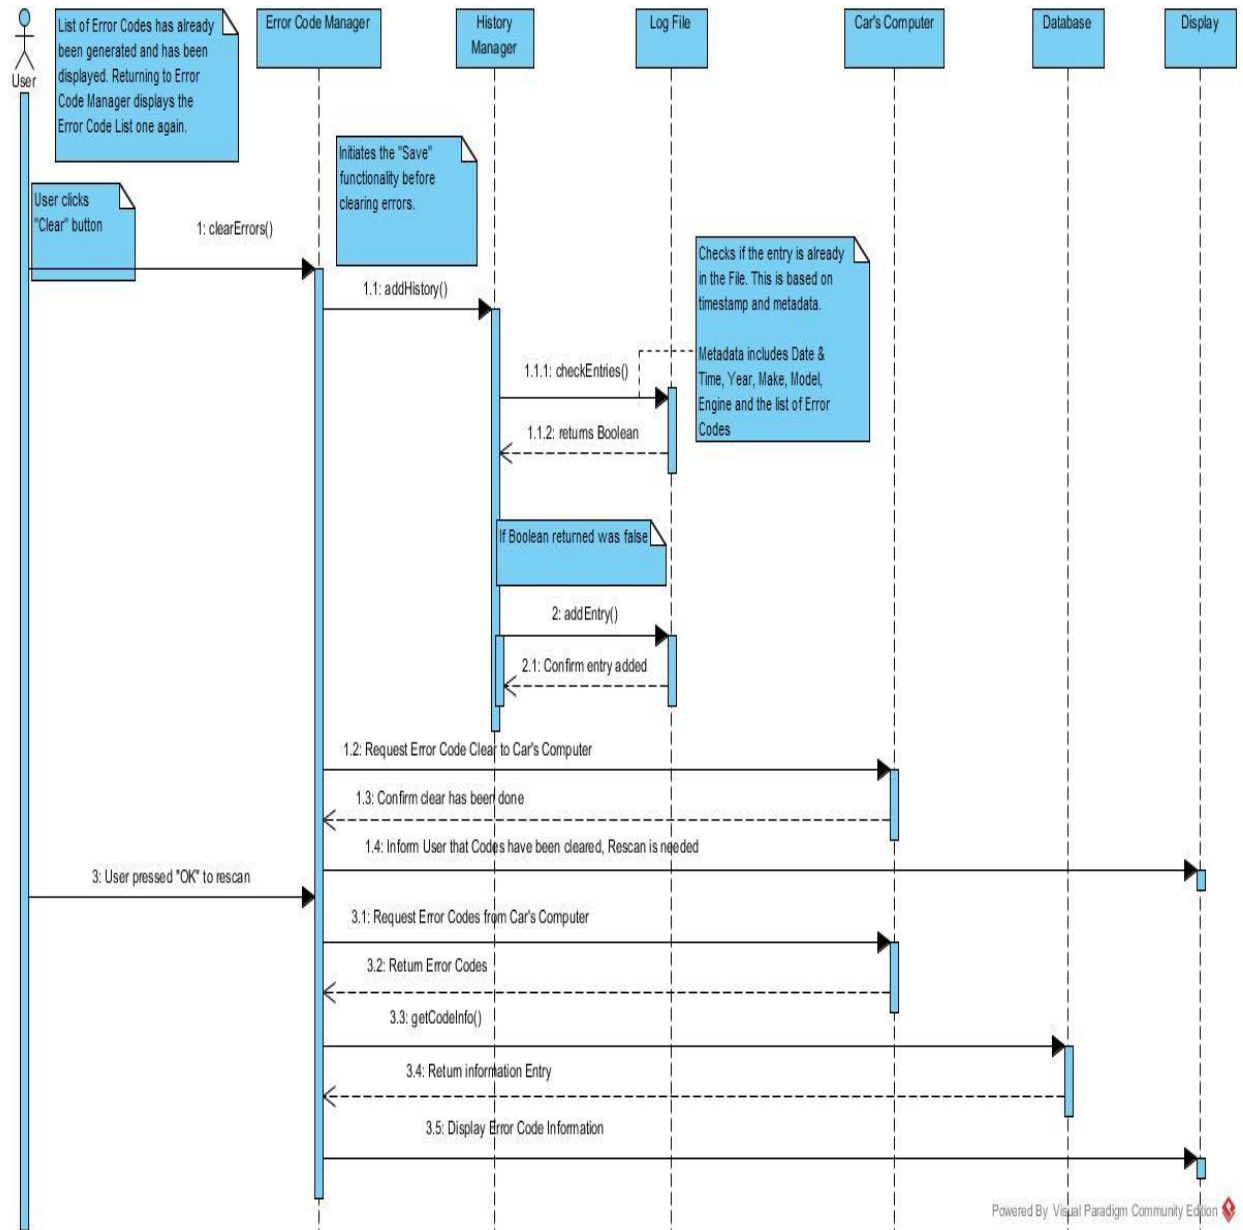 List of Error Codes has already
been generated and has been
displayed. Returning to Error
Code Manager displays the
Error Code List one again.
Error Code Manager
History
Manager
Log File
Car's Computer
Database
Display
User
Initiates the "Save"
functionality before
clearing errors.
User clicks
"Clear" button
1: clearErrors()
Checks if the entry is already
in the File. This is based on
timestamp and metadata.
Metadata includes Date &
Time, Year, Make, Model,
Engine and the list of Error
Codes
1.1: addHistory()
1.1.1: checkEntries()
1.1.2: returns Boolean
If Boolean returned was false
2: addEntry()
2.1: Confirm entry added
1.2: Request Error Code Clear to Car's Computer
1.3: Confirm clear has been done
1.4: Inform User that Codes have been cleared, Rescan is needed
3: User pressed "OK" to rescan
3.1: Request Error Codes from Car's Computer
3.2: Return Error Codes
3.3: getCodeInfo()
3.4: Return information Entry
3.5: Display Error Code Information
Powered By Visual Paradigm Community Edition